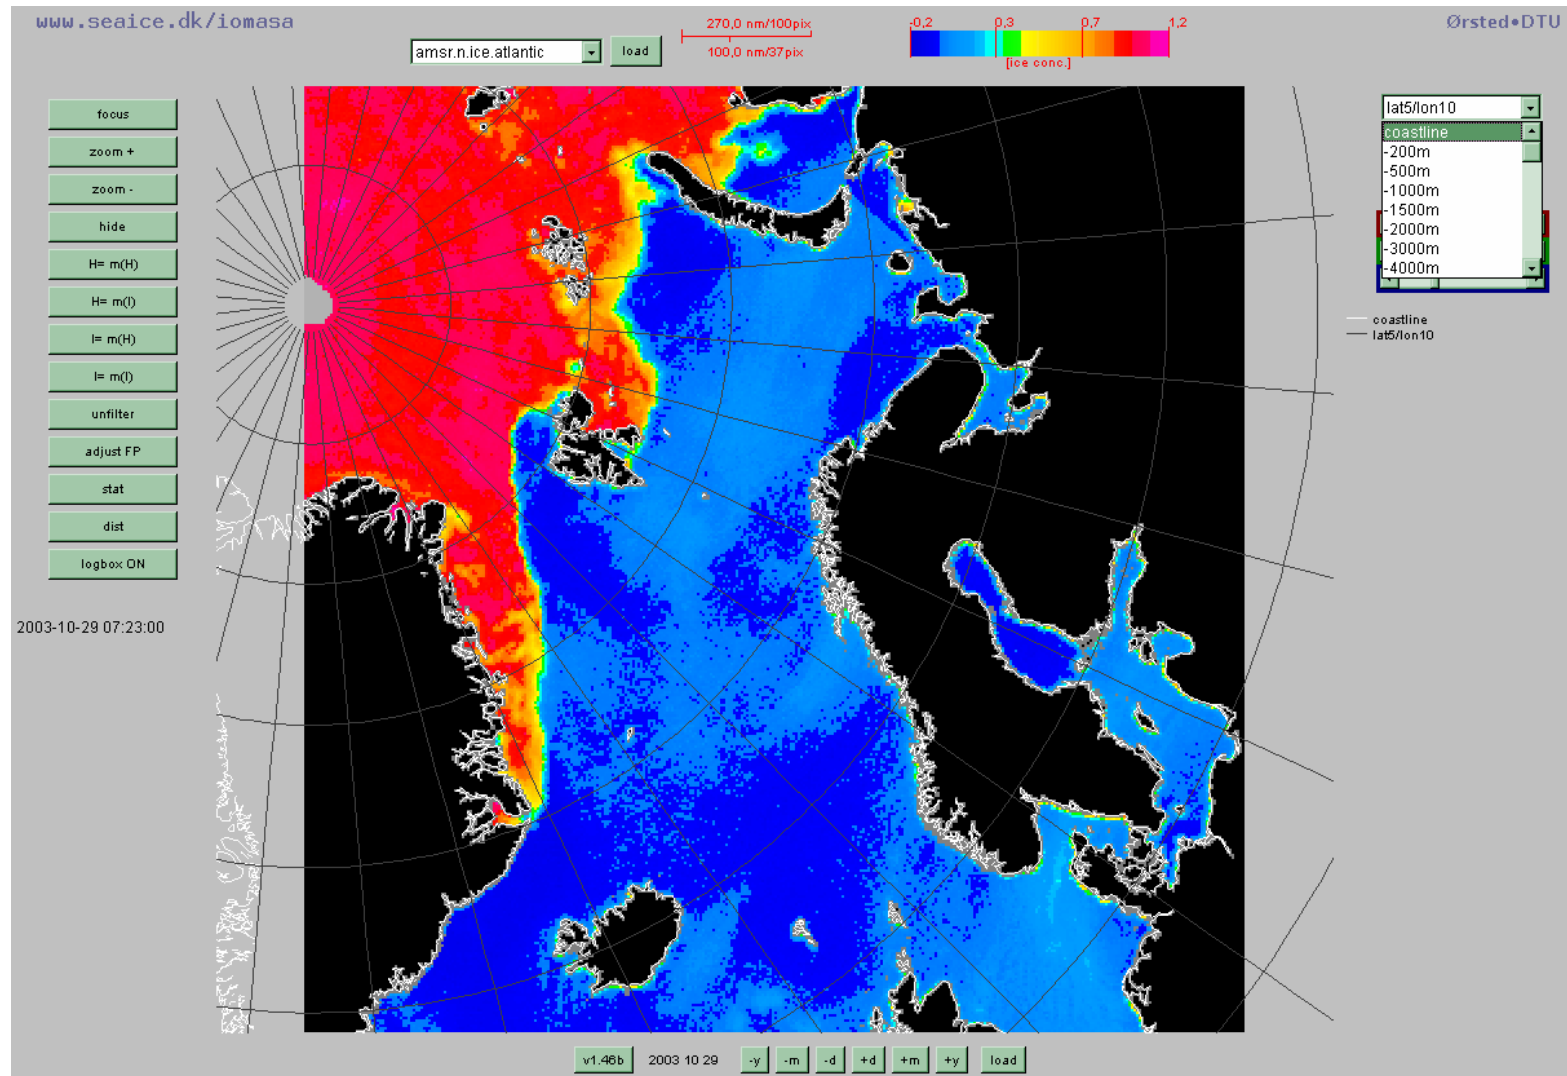 www.seaice.dk/iomasa
Ørsted•DTU
amsr.n.ice.atlantic
load
270,0 nm/100pix
100,0 nm/37pix
-0,2 0,3 0,7 1,2
[ice conc.]
focus
zoom +
zoom -
hide
H= m(H)
H= m(I)
I= m(H)
I= m(I)
unfilter
adjust FP
stat
dist
logbox ON
2003-10-29 07:23:00
lat5/lon10
coastline
-200m
-500m
-1000m
-1500m
-2000m
-3000m
-4000m
coastline
lat5/lon10
v1.46b 2003 10 29 -y -m -d +d +m +y load